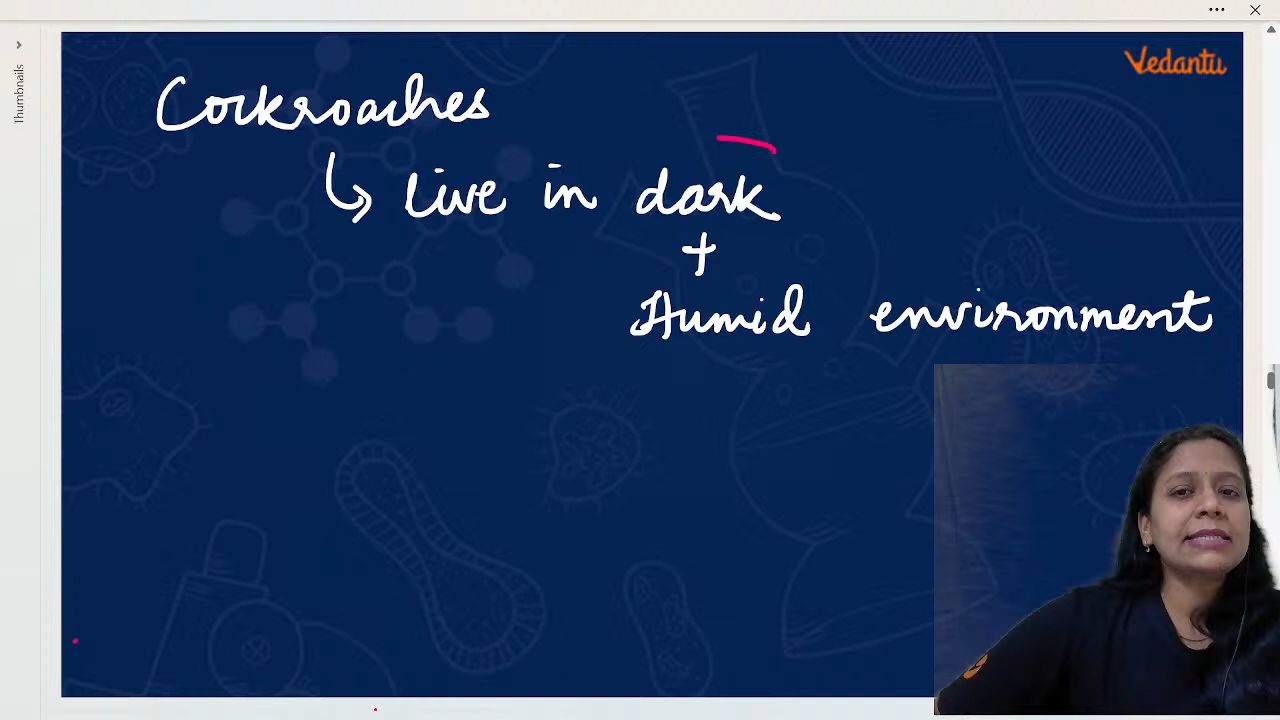 Thumbnails
Vedantu
Cockroaches
↳ live in dark
+
Humid environment